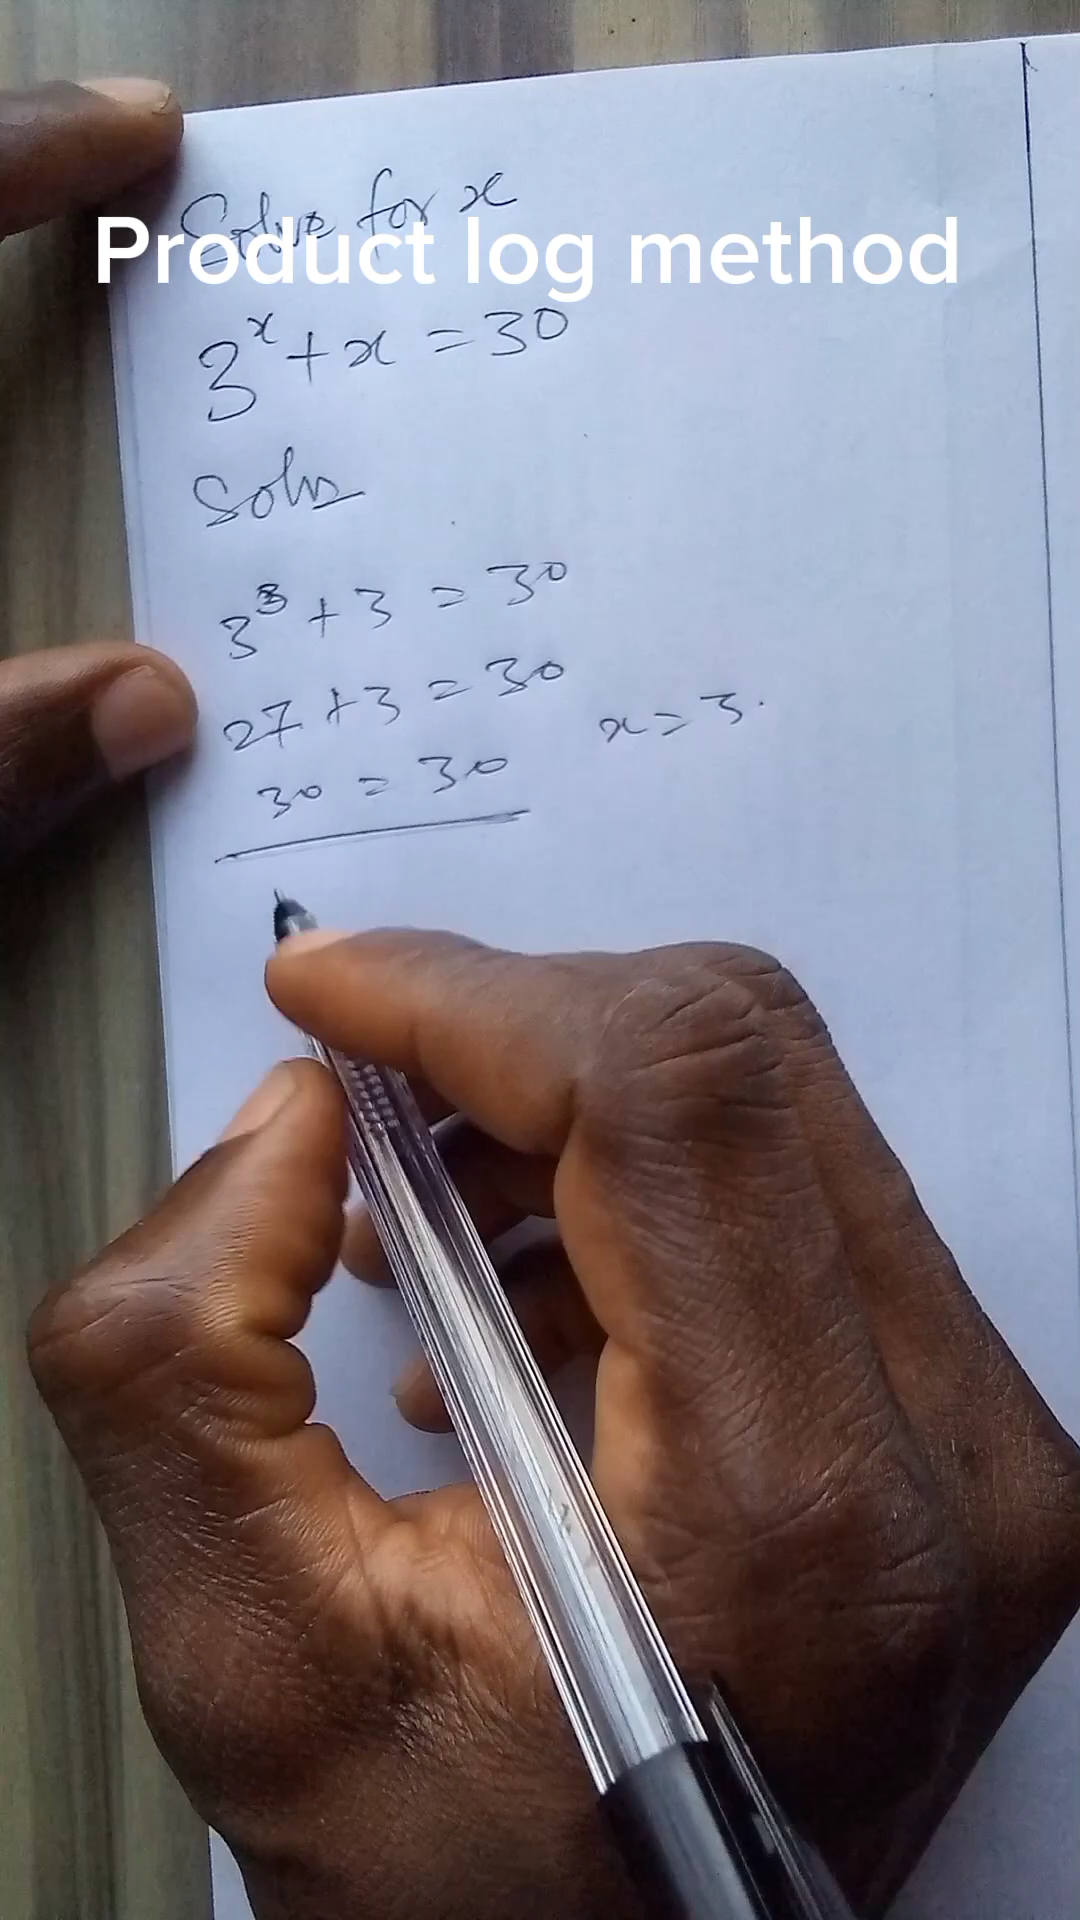 Solve for x
Product log method
3^x + x = 30
Soln
3^3 + 3 = 30
27 + 3 = 30
x = 3.
30 = 30